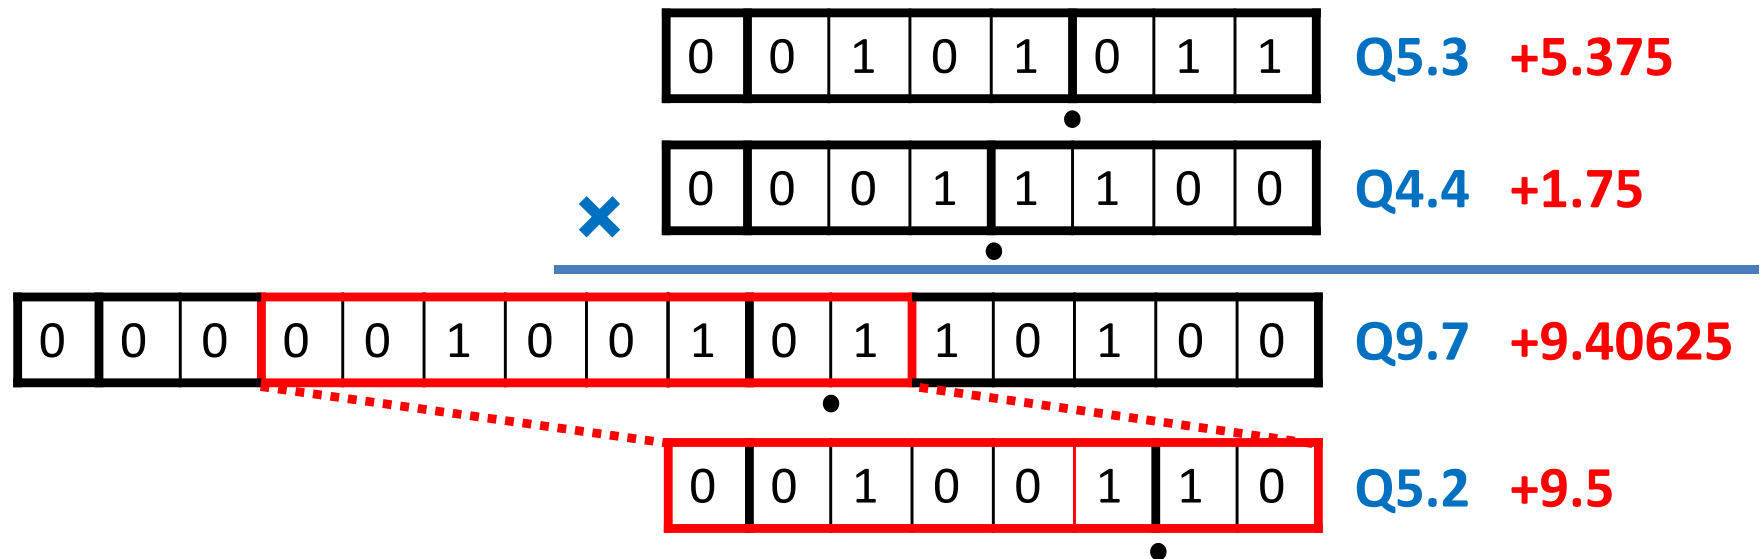 0 0 1 0 1 0 1 1 Q5.3 +5.375
0 0 0 1 1 1 0 0 Q4.4 +1.75
×
0 0 0 0 0 1 0 0 1 0 1 1 0 1 0 0 Q9.7 +9.40625
0 0 1 0 0 1 1 0 Q5.2 +9.5